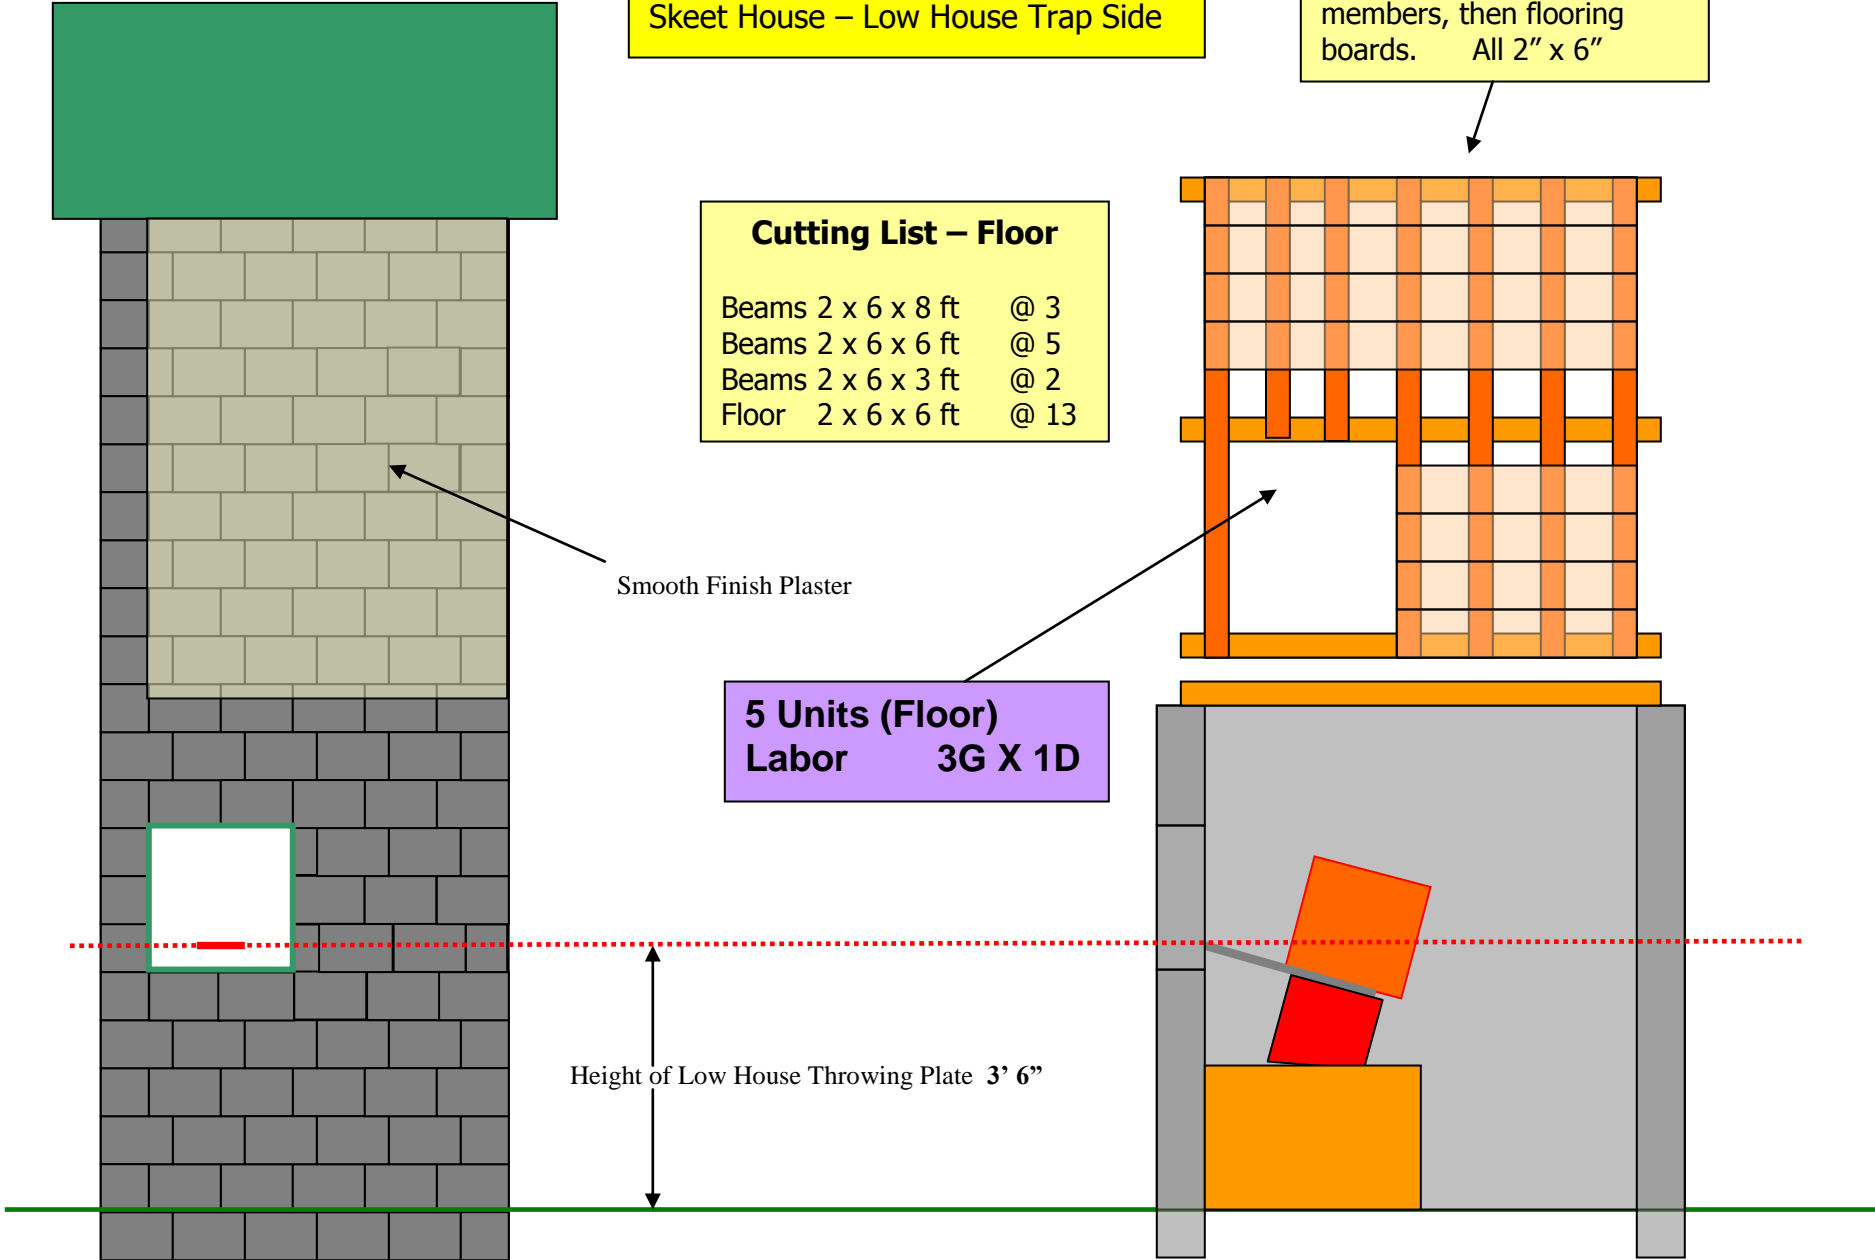 Skeet House – Low House Trap Side
members, then flooring
boards. All 2” x 6”
Cutting List – Floor
Beams 2 x 6 x 8 ft @ 3
Beams 2 x 6 x 6 ft @ 5
Beams 2 x 6 x 3 ft @ 2
Floor 2 x 6 x 6 ft @ 13
Smooth Finish Plaster
5 Units (Floor)
Labor 3G X 1D
Height of Low House Throwing Plate 3’ 6”